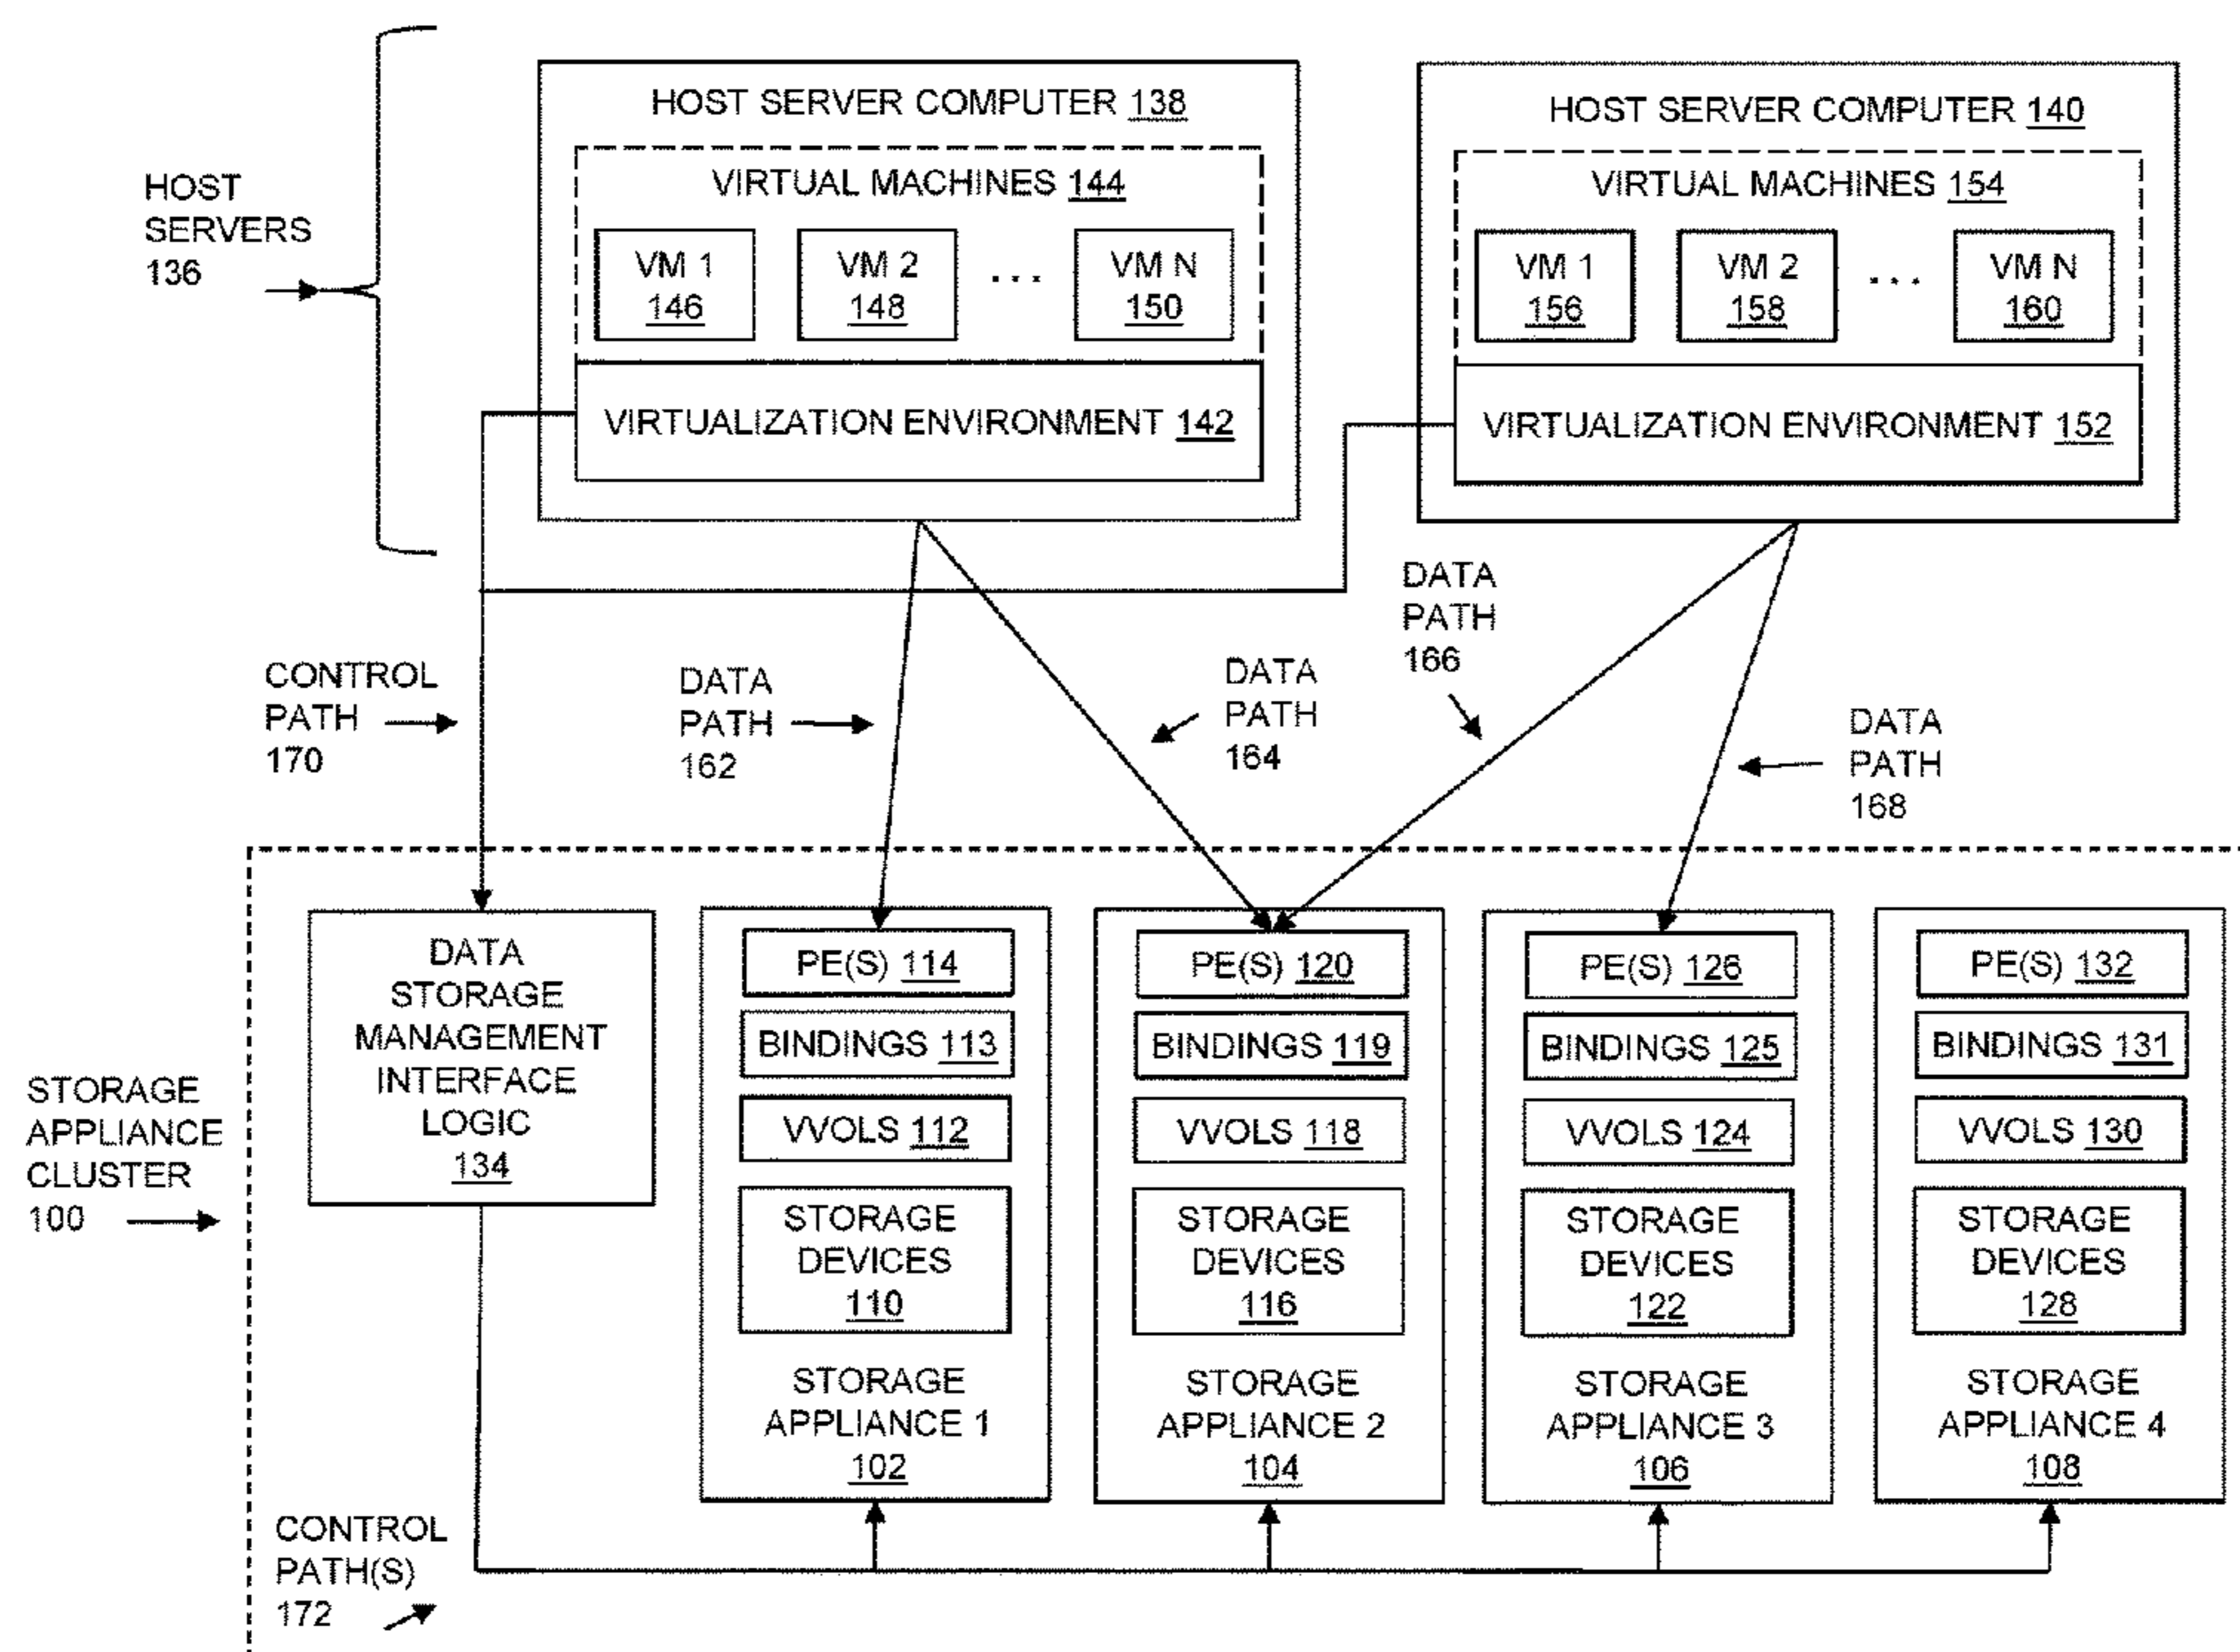 HOST SERVERS 136
HOST SERVER COMPUTER 138
VIRTUAL MACHINES 144
VM 1
146
VM 2
148
...
VM N
150
VIRTUALIZATION ENVIRONMENT 142
HOST SERVER COMPUTER 140
VIRTUAL MACHINES 154
VM 1
156
VM 2
158
...
VM N
160
VIRTUALIZATION ENVIRONMENT 152
CONTROL
PATH
170
DATA
PATH
162
DATA
PATH
164
DATA
PATH
166
DATA
PATH
168
STORAGE
APPLIANCE
CLUSTER
100
DATA
STORAGE
MANAGEMENT
INTERFACE
LOGIC
134
PE(S) 114
BINDINGS 113
VVOLS 112
STORAGE
DEVICES
110
STORAGE
APPLIANCE 1
102
PE(S) 120
BINDINGS 119
VVOLS 118
STORAGE
DEVICES
116
STORAGE
APPLIANCE 2
104
PE(S) 126
BINDINGS 125
VVOLS 124
STORAGE
DEVICES
122
STORAGE
APPLIANCE 3
106
PE(S) 132
BINDINGS 131
VVOLS 130
STORAGE
DEVICES
128
STORAGE
APPLIANCE 4
108
CONTROL
PATH(S)
172